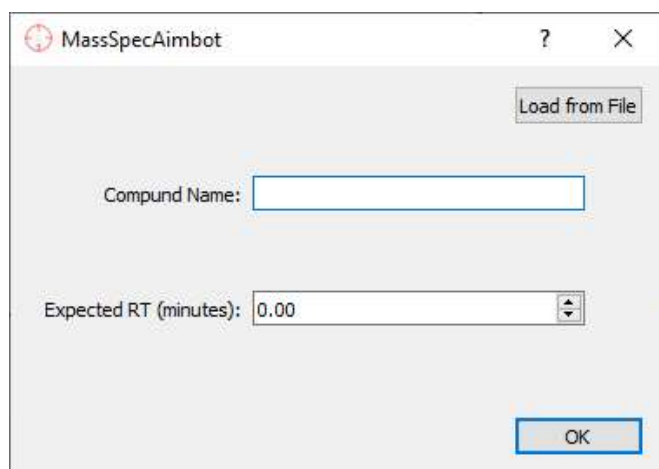 MassSpecAimbot ?
Load from File
Compund Name:
Expected RT (minutes): 0.00
OK